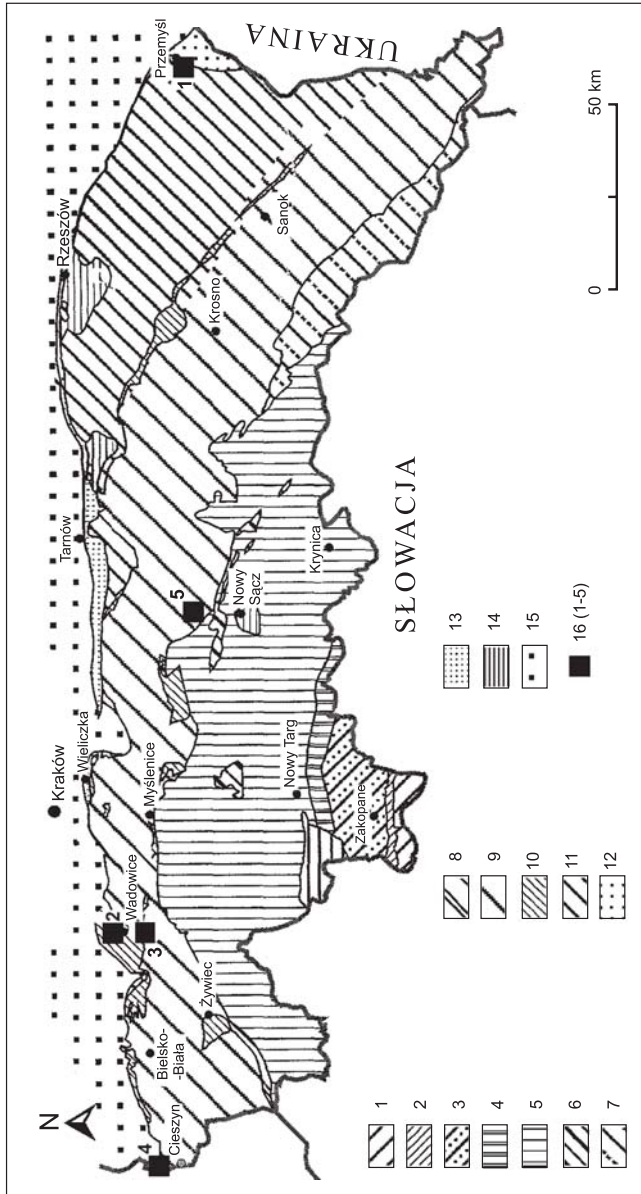 N
Kraków
Tarnów
Rzeszów
Przemyśl
1
UKRAINA
Wieliczka
Wadowice
2
3
Myślenice
Bielsko-
-Biała
4
Cieszyn
Żywiec
5
Nowy
Sącz
Krosno
Sanok
Nowy Targ
Krynica
Zakopane
SŁOWACJA
1
2
3
4
5
6
7
8
9
10
11
12
13
14
15
16 (1-5)
0
50 km